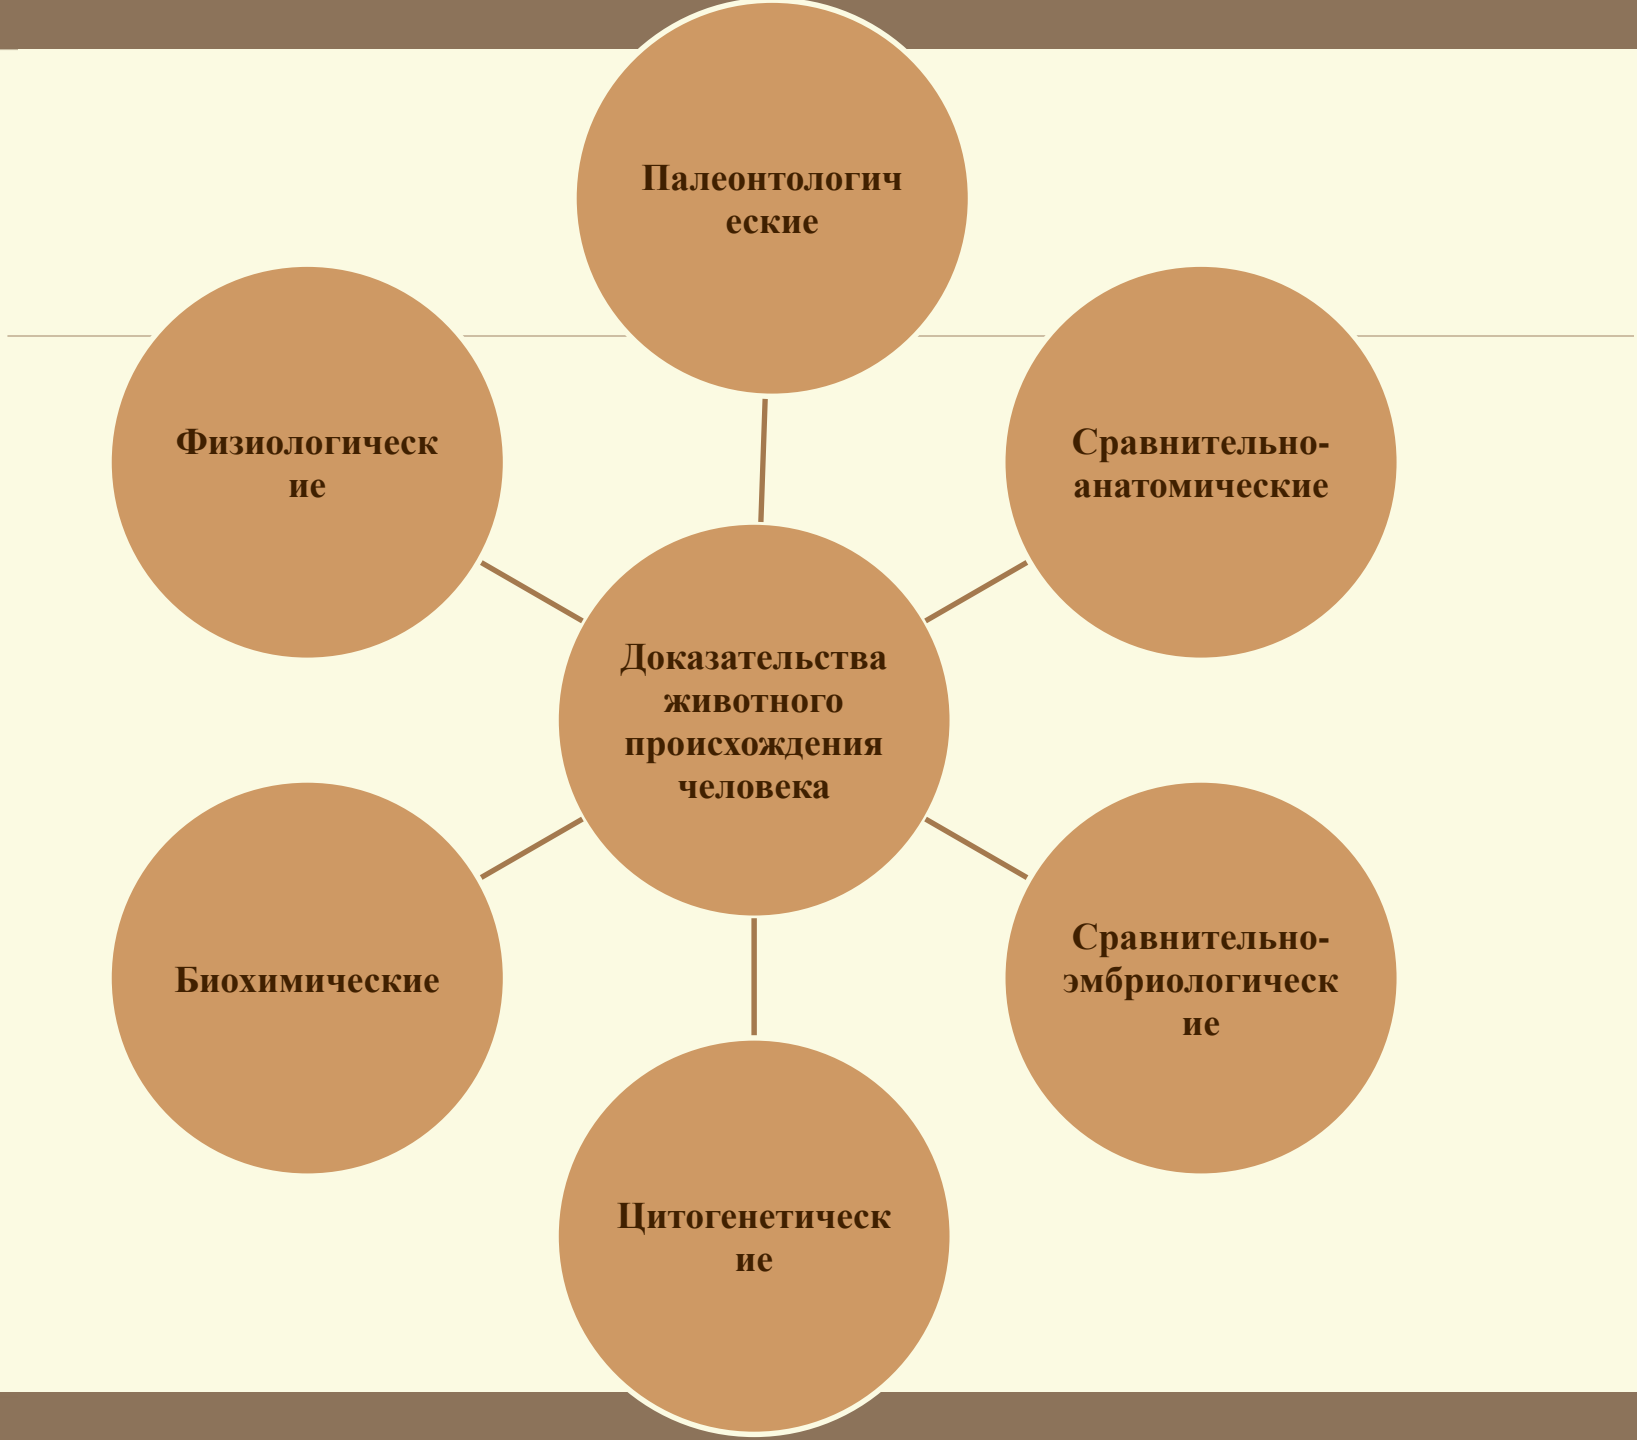 Палеонтологич
еские
Физиологическ
ие
Сравнительно-
анатомические
Доказательства
животного
происхождения
человека
Биохимические
Сравнительно-
эмбриологическ
ие
Цитогенетическ
ие